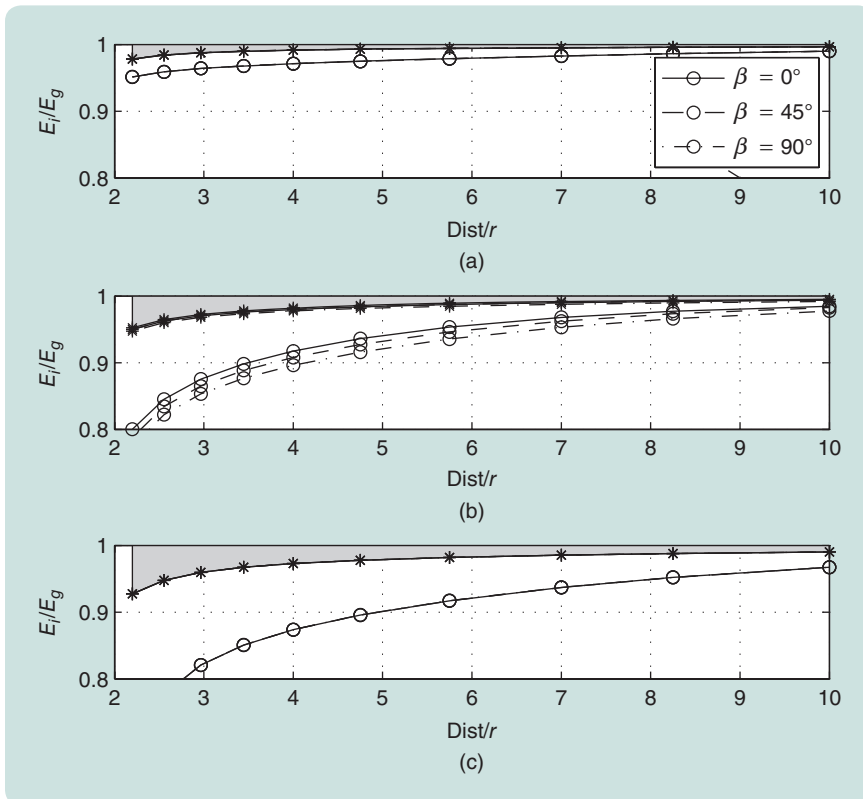 1
0.9
0.8
E_i/E_g
2 3 4 5 6 7 8 9 10
Dist/r
(a)
β = 0°
β = 45°
β = 90°
1
0.9
0.8
E_i/E_g
2 3 4 5 6 7 8 9 10
Dist/r
(b)
1
0.9
0.8
E_i/E_g
2 3 4 5 6 7 8 9 10
Dist/r
(c)